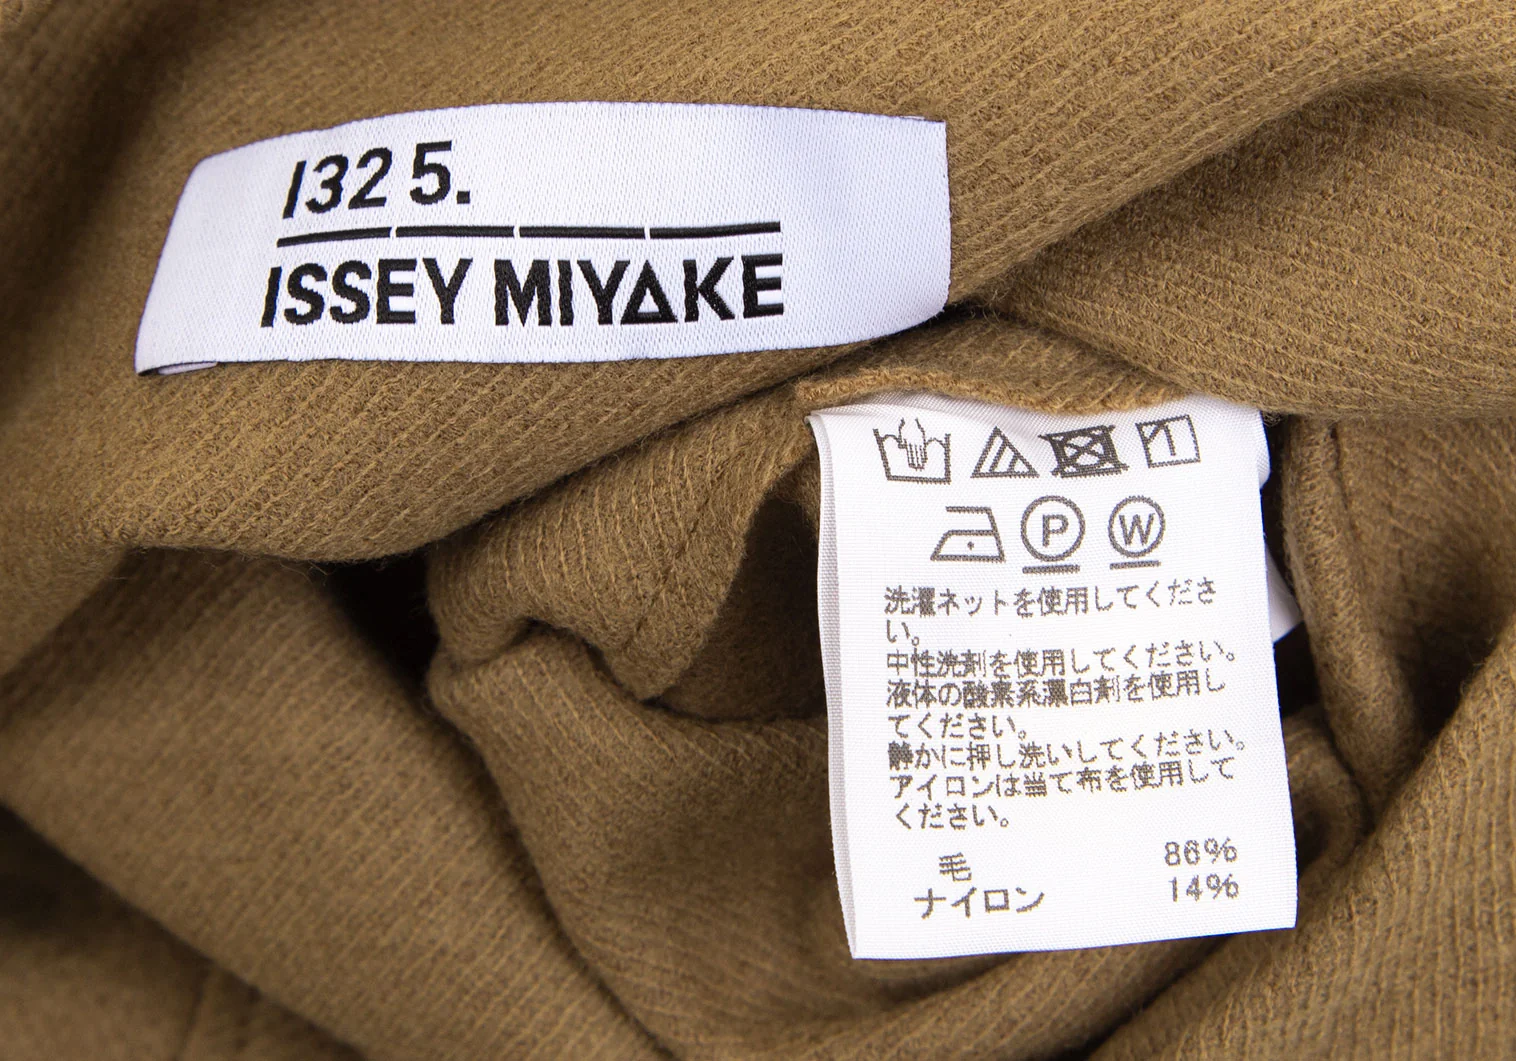 132 5.
ISSEY MIYAKE
P W
洗濯ネットを使用してくださ
い。
中性洗剤を使用してください。
液体の酸素系漂白剤を使用し
てください。
静かに押し洗いしてください。
アイロンは当て布を使用して
ください。
毛 86%
ナイロン 14%